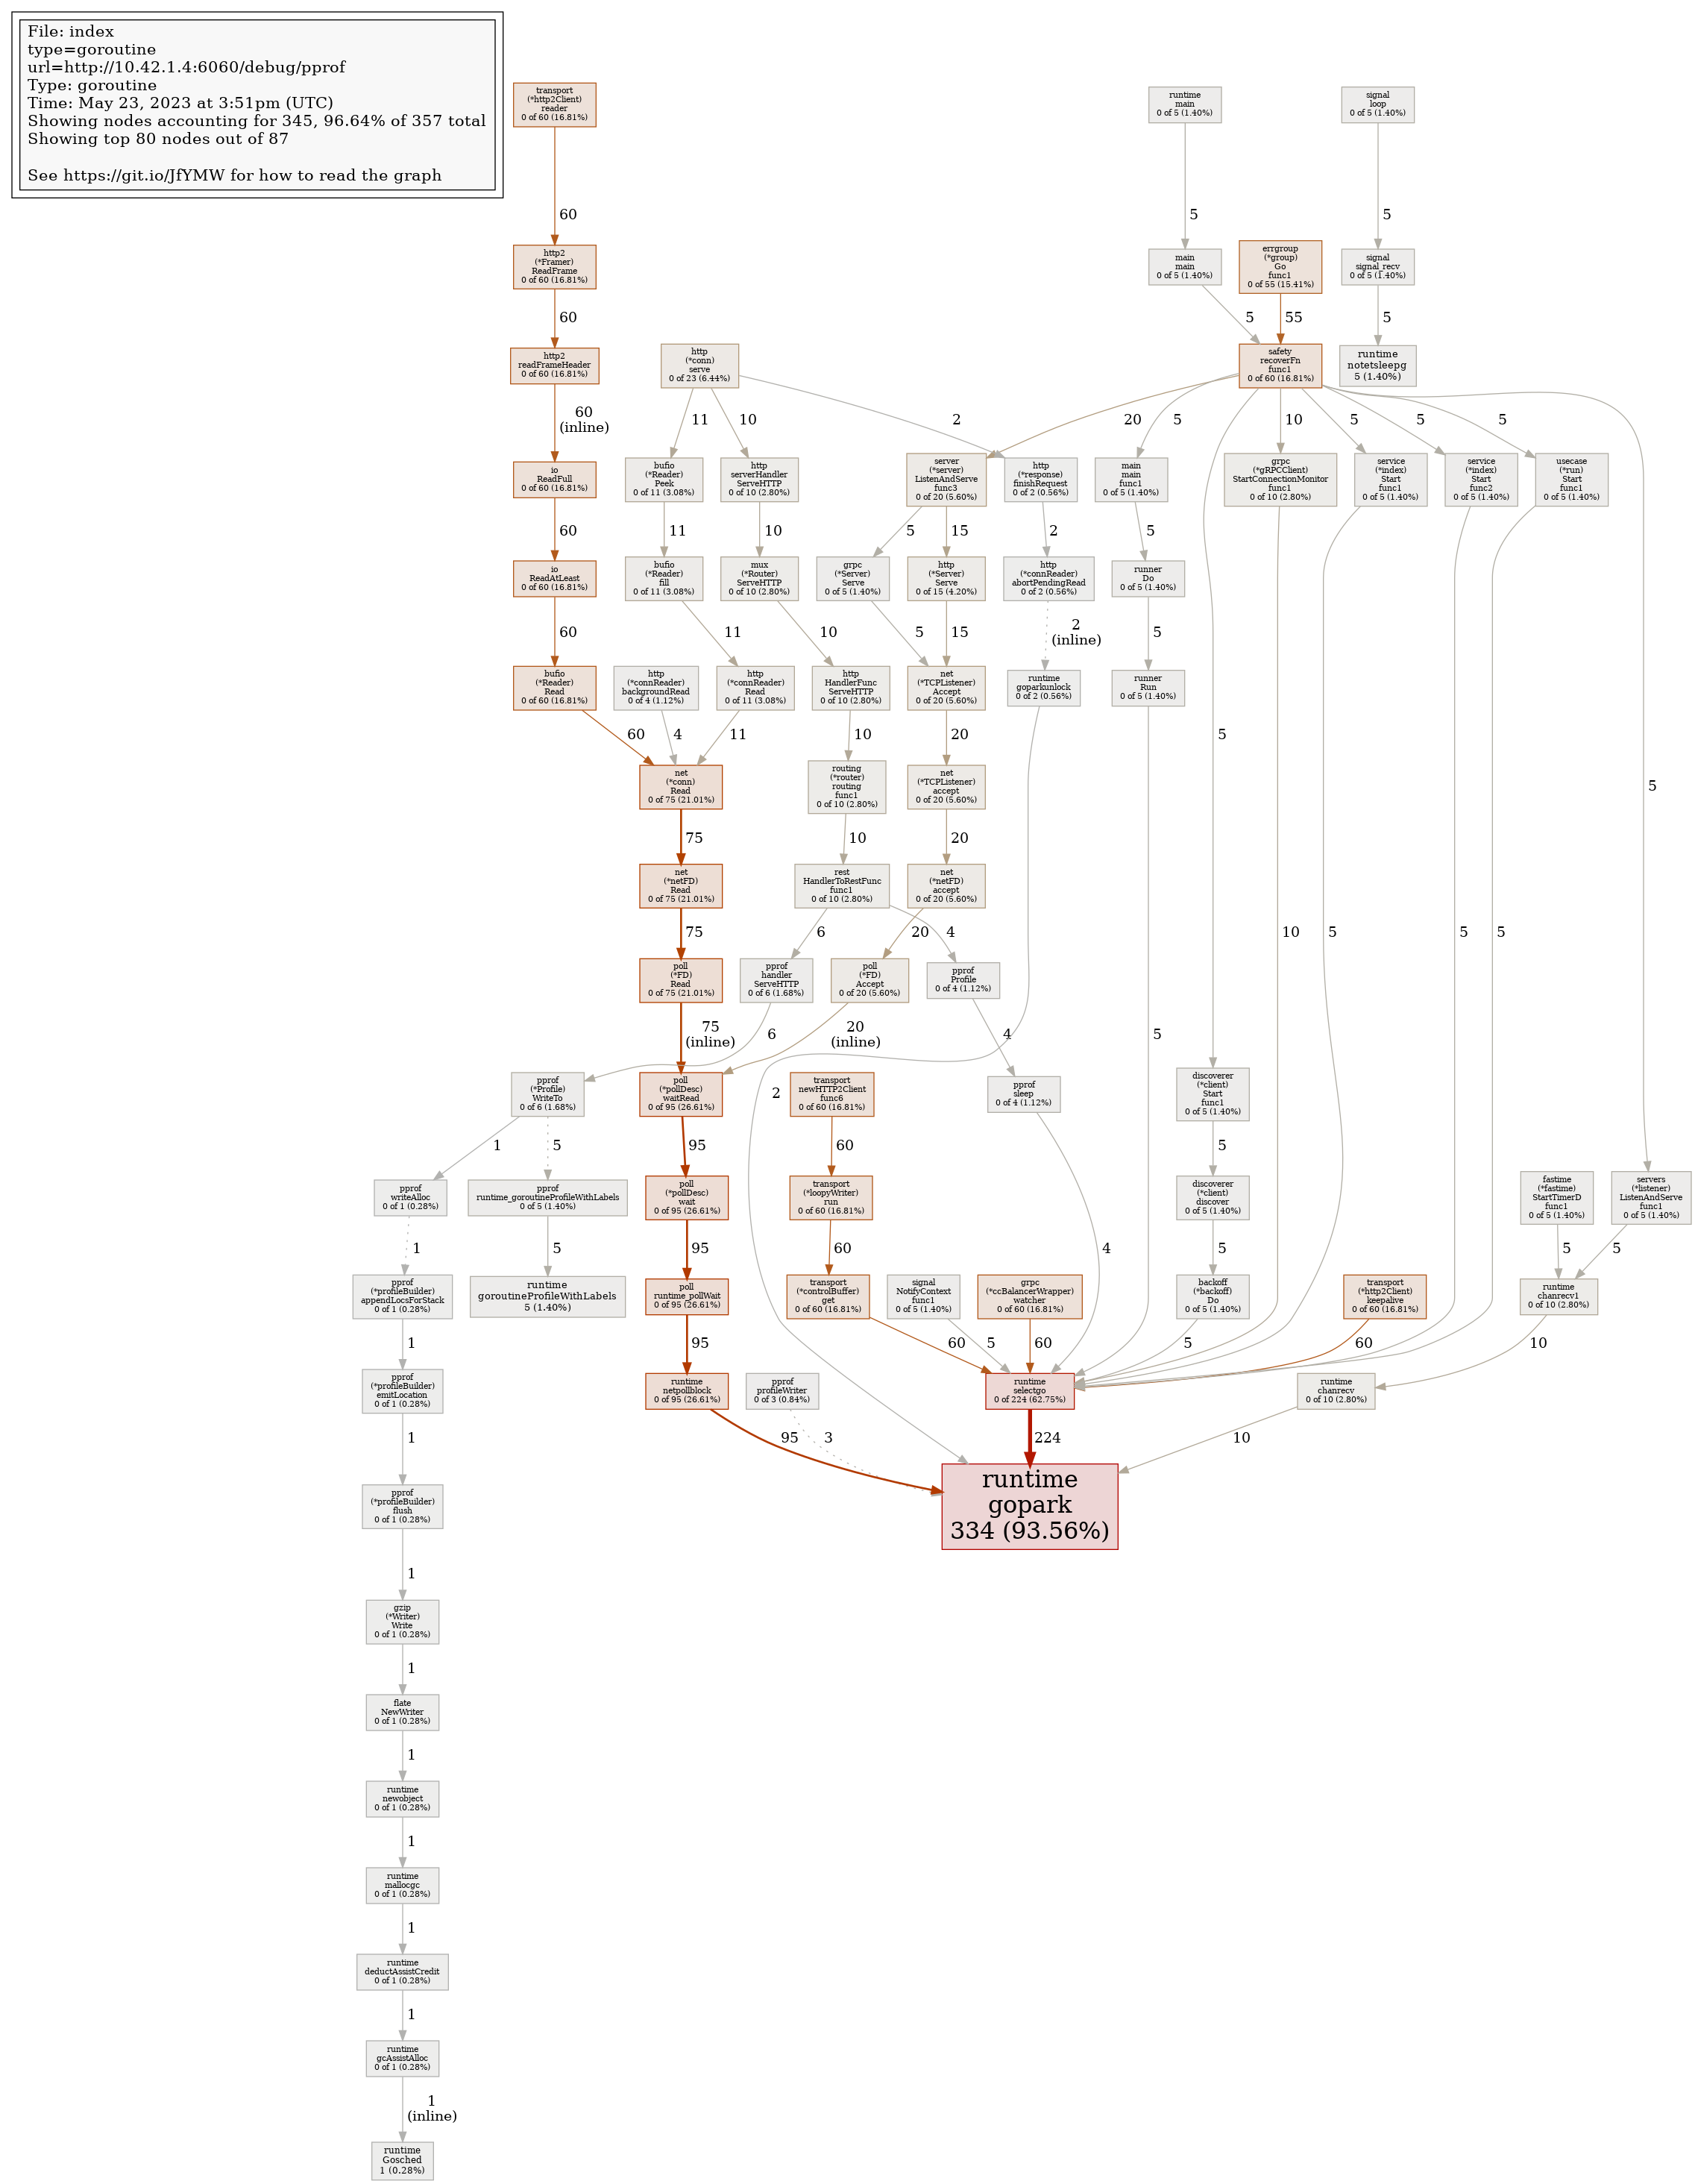 File: index
type=goroutine
url=http://10.42.1.4:6060/debug/pprof
Type: goroutine
Time: May 23, 2023 at 3:51pm (UTC)
Showing nodes accounting for 345, 96.64% of 357 total
Showing top 80 nodes out of 87
See https://git.io/JfYMW for how to read the graph
transport
(*http2Client)
reader
0 of 60 (16.81%)
runtime
main
0 of 5 (1.40%)
signal
loop
0 of 5 (1.40%)
60
5
5
http2
(*Framer)
ReadFrame
0 of 60 (16.81%)
main
main
0 of 5 (1.40%)
errgroup
(*group)
Go
func1
0 of 55 (15.41%)
signal
signal_recv
0 of 5 (1.40%)
60
5
55
5
http2
readFrameHeader
0 of 60 (16.81%)
http
(*conn)
serve
0 of 23 (6.44%)
safety
recoverFn
func1
0 of 60 (16.81%)
runtime
notetsleepg
5 (1.40%)
60
(inline)
11
10
2
20
5
10
5
5
5
io
ReadFull
0 of 60 (16.81%)
bufio
(*Reader)
Peek
0 of 11 (3.08%)
http
serverHandler
ServeHTTP
0 of 10 (2.80%)
server
(*server)
ListenAndServe
func3
0 of 20 (5.60%)
http
(*response)
finishRequest
0 of 2 (0.56%)
main
main
func1
0 of 5 (1.40%)
grpc
(*gRPCClient)
StartConnectionMonitor
func1
0 of 10 (2.80%)
service
(*index)
Start
func1
0 of 5 (1.40%)
service
(*index)
Start
func2
0 of 5 (1.40%)
usecase
(*run)
Start
func1
0 of 5 (1.40%)
60
11
10
5
15
2
5
io
ReadAtLeast
0 of 60 (16.81%)
bufio
(*Reader)
fill
0 of 11 (3.08%)
mux
(*Router)
ServeHTTP
0 of 10 (2.80%)
grpc
(*Server)
Serve
0 of 5 (1.40%)
http
(*Server)
Serve
0 of 15 (4.20%)
http
(*connReader)
abortPendingRead
0 of 2 (0.56%)
runner
Do
0 of 5 (1.40%)
60
11
10
5
15
2
(inline)
5
bufio
(*Reader)
Read
0 of 60 (16.81%)
http
(*connReader)
backgroundRead
0 of 4 (1.12%)
http
(*connReader)
Read
0 of 11 (3.08%)
http
HandlerFunc
ServeHTTP
0 of 10 (2.80%)
net
(*TCPListener)
Accept
0 of 20 (5.60%)
runtime
goparkunlock
0 of 2 (0.56%)
runner
Run
0 of 5 (1.40%)
60
4
11
10
20
5
net
(*conn)
Read
0 of 75 (21.01%)
routing
(*router)
routing
func1
0 of 10 (2.80%)
net
(*TCPListener)
accept
0 of 20 (5.60%)
5
75
10
20
net
(*netFD)
Read
0 of 75 (21.01%)
rest
HandlerToRestFunc
func1
0 of 10 (2.80%)
net
(*netFD)
accept
0 of 20 (5.60%)
75
6
20
4
10
5
5
5
poll
(*FD)
Read
0 of 75 (21.01%)
pprof
handler
ServeHTTP
0 of 6 (1.68%)
poll
(*FD)
Accept
0 of 20 (5.60%)
pprof
Profile
0 of 4 (1.12%)
75
(inline)
6
20
(inline)
4
5
pprof
(*Profile)
WriteTo
0 of 6 (1.68%)
poll
(*pollDesc)
waitRead
0 of 95 (26.61%)
transport
newHTTP2Client
func6
0 of 60 (16.81%)
pprof
sleep
0 of 4 (1.12%)
discoverer
(*client)
Start
func1
0 of 5 (1.40%)
2
1
5
95
60
5
pprof
writeAlloc
0 of 1 (0.28%)
pprof
runtime_goroutineProfileWithLabels
0 of 5 (1.40%)
poll
(*pollDesc)
wait
0 of 95 (26.61%)
transport
(*loopyWriter)
run
0 of 60 (16.81%)
discoverer
(*client)
discover
0 of 5 (1.40%)
fastime
(*fastime)
StartTimerD
func1
0 of 5 (1.40%)
servers
(*listener)
ListenAndServe
func1
0 of 5 (1.40%)
1
5
95
60
4
5
5
5
pprof
(*profileBuilder)
appendLocsForStack
0 of 1 (0.28%)
runtime
goroutineProfileWithLabels
5 (1.40%)
poll
runtime_pollWait
0 of 95 (26.61%)
transport
(*controlBuffer)
get
0 of 60 (16.81%)
signal
NotifyContext
func1
0 of 5 (1.40%)
grpc
(*ccBalancerWrapper)
watcher
0 of 60 (16.81%)
backoff
(*backoff)
Do
0 of 5 (1.40%)
transport
(*http2Client)
keepalive
0 of 60 (16.81%)
runtime
chanrecv1
0 of 10 (2.80%)
1
95
60
5
60
5
60
10
pprof
(*profileBuilder)
emitLocation
0 of 1 (0.28%)
runtime
netpollblock
0 of 95 (26.61%)
pprof
profileWriter
0 of 3 (0.84%)
runtime
selectgo
0 of 224 (62.75%)
runtime
chanrecv
0 of 10 (2.80%)
1
95
3
224
10
pprof
(*profileBuilder)
flush
0 of 1 (0.28%)
runtime
gopark
334 (93.56%)
1
gzip
(*Writer)
Write
0 of 1 (0.28%)
1
flate
NewWriter
0 of 1 (0.28%)
1
runtime
newobject
0 of 1 (0.28%)
1
runtime
mallocgc
0 of 1 (0.28%)
1
runtime
deductAssistCredit
0 of 1 (0.28%)
1
runtime
gcAssistAlloc
0 of 1 (0.28%)
1
(inline)
runtime
Gosched
1 (0.28%)